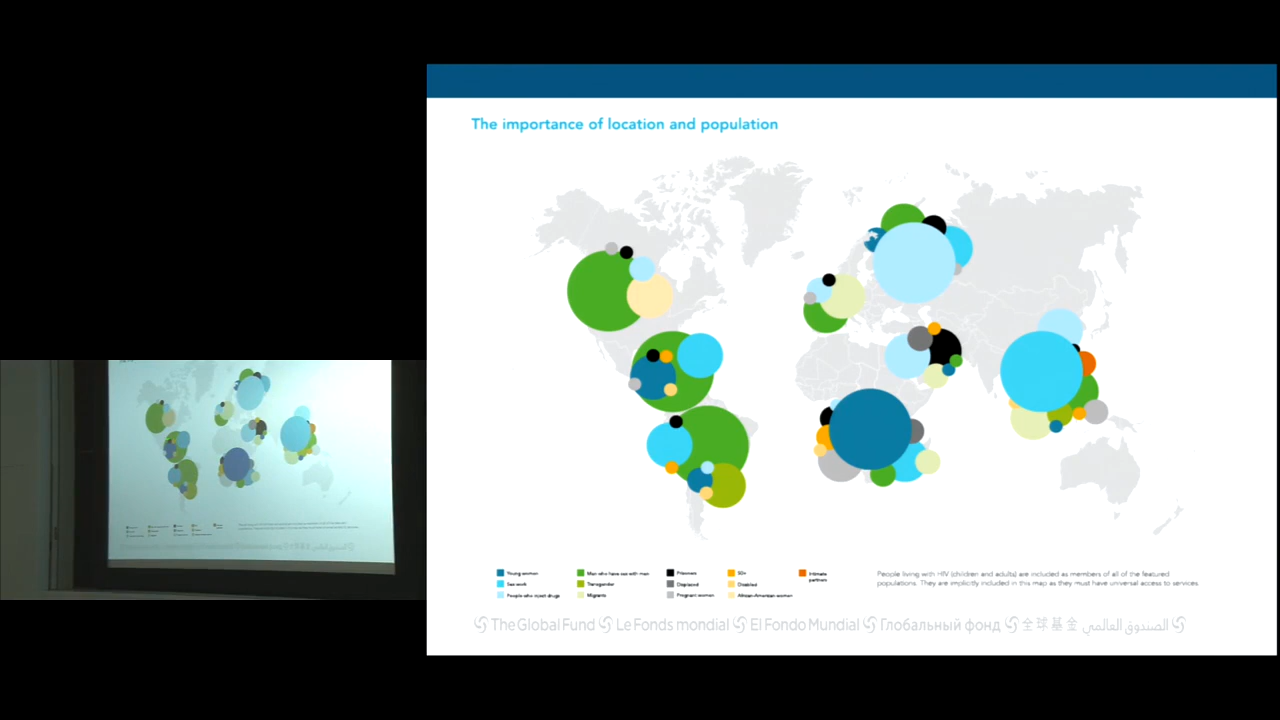 The importance of location and population
Young women
Sex work
People who inject drugs
Men who have sex with men
Transgender
Migrants
Prisoners
Displaced
Pregnant women
50+
Disabled
African-American women
Intimate
partners
People living with HIV (children and adults) are included as members of all of the featured
populations. They are implicitly included in this map as they must have universal access to services.
The Global Fund Le Fonds mondial El Fondo Mundial Глобальный фонд 全球基金 الصندوق العالمي